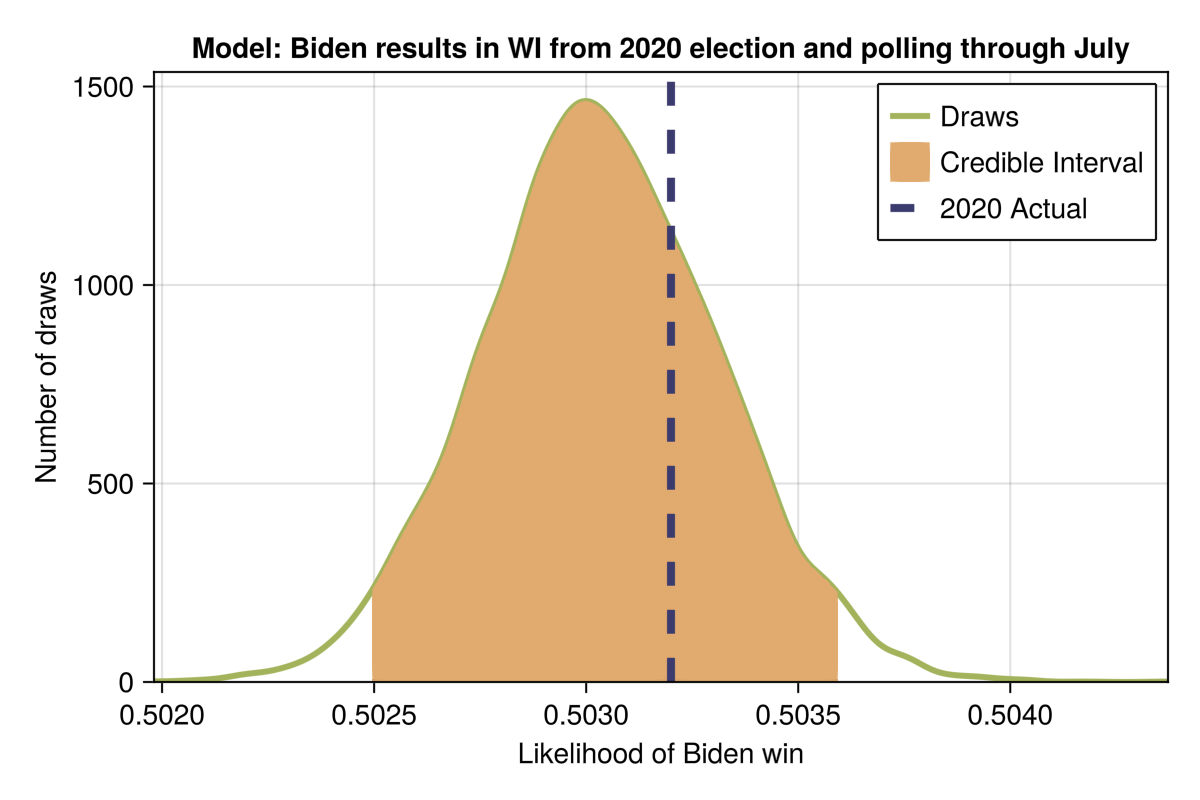 Model: Biden results in WI from 2020 election and polling through July
Number of draws
1500
1000
500
0
Draws
Credible Interval
2020 Actual
0.5020
0.5025
0.5030
0.5035
0.5040
Likelihood of Biden win